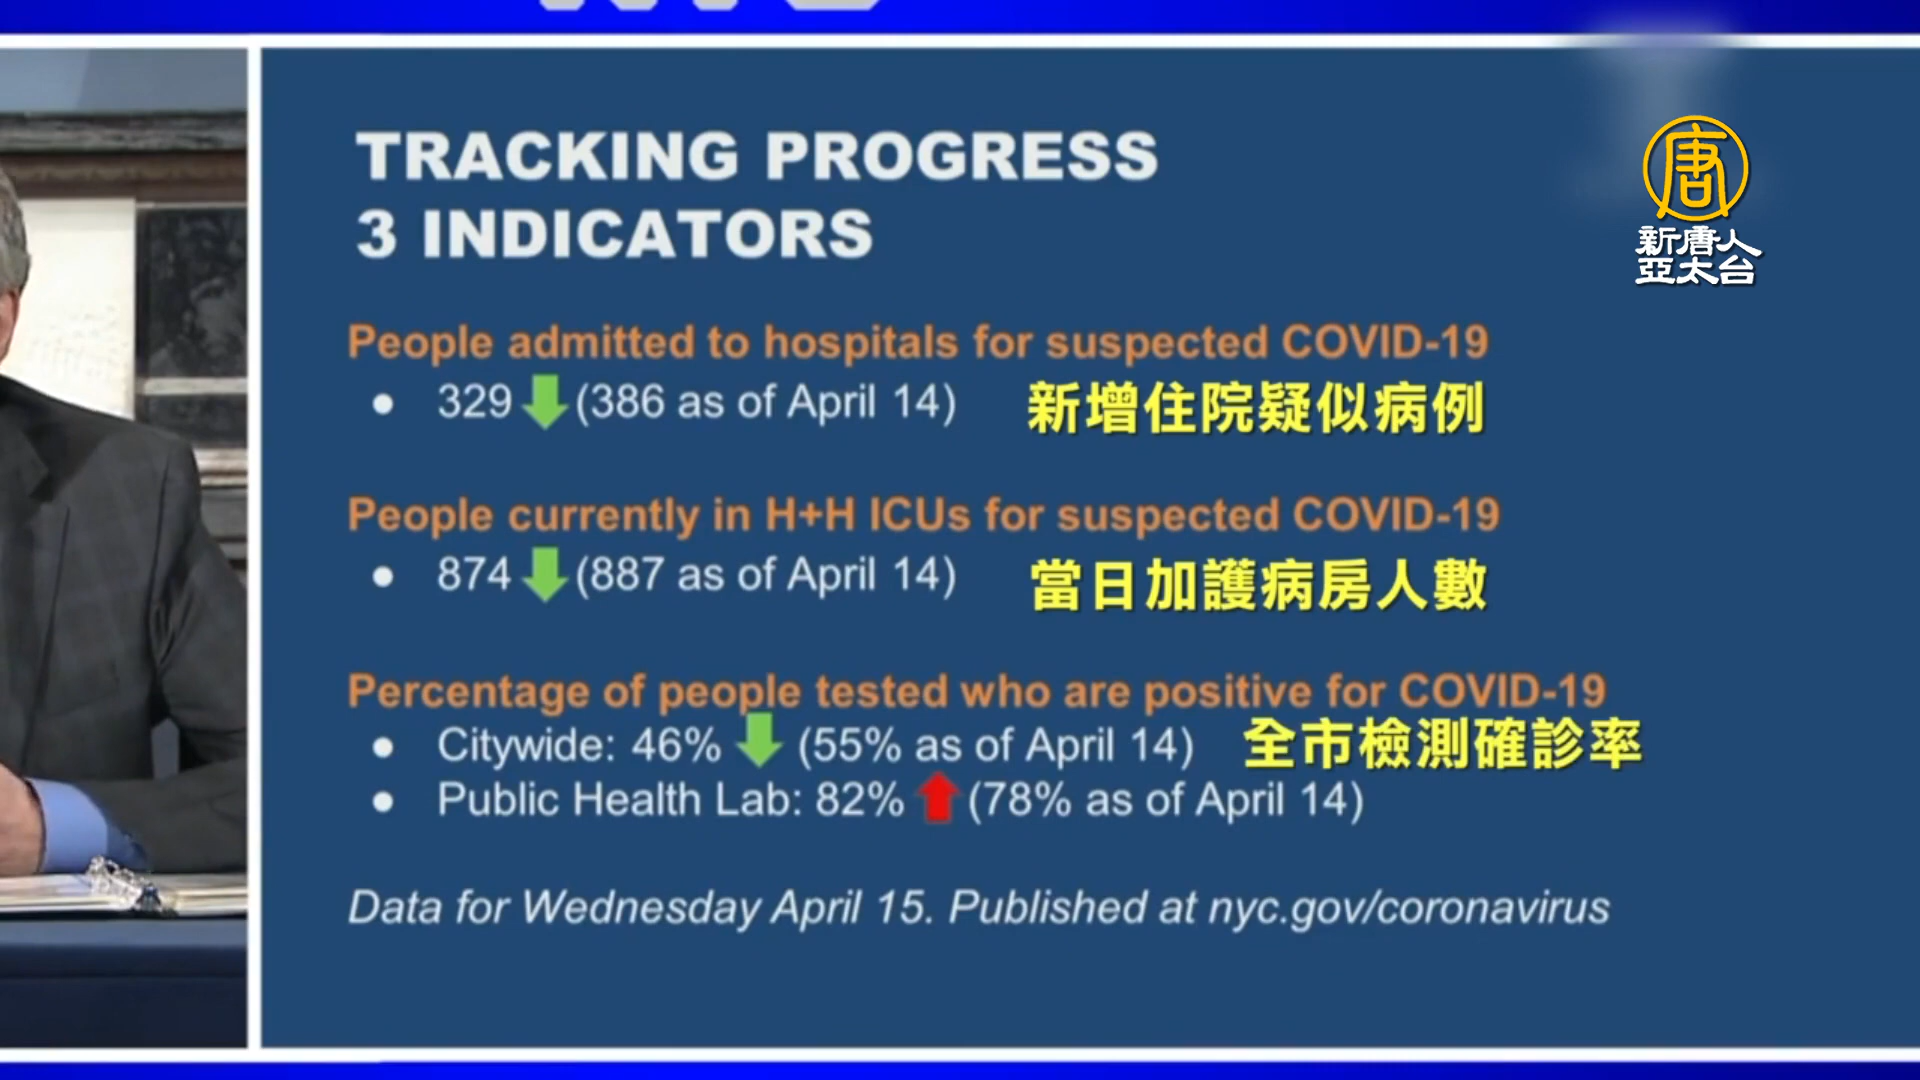 TRACKING PROGRESS
3 INDICATORS
唐
新唐人
亞太台
People admitted to hospitals for suspected COVID-19
● 329 (386 as of April 14) 新增住院疑似病例
People currently in H+H ICUs for suspected COVID-19
● 874 (887 as of April 14) 當日加護病房人數
Percentage of people tested who are positive for COVID-19
● Citywide: 46% (55% as of April 14) 全市檢測確診率
● Public Health Lab: 82% (78% as of April 14)
Data for Wednesday April 15. Published at nyc.gov/coronavirus